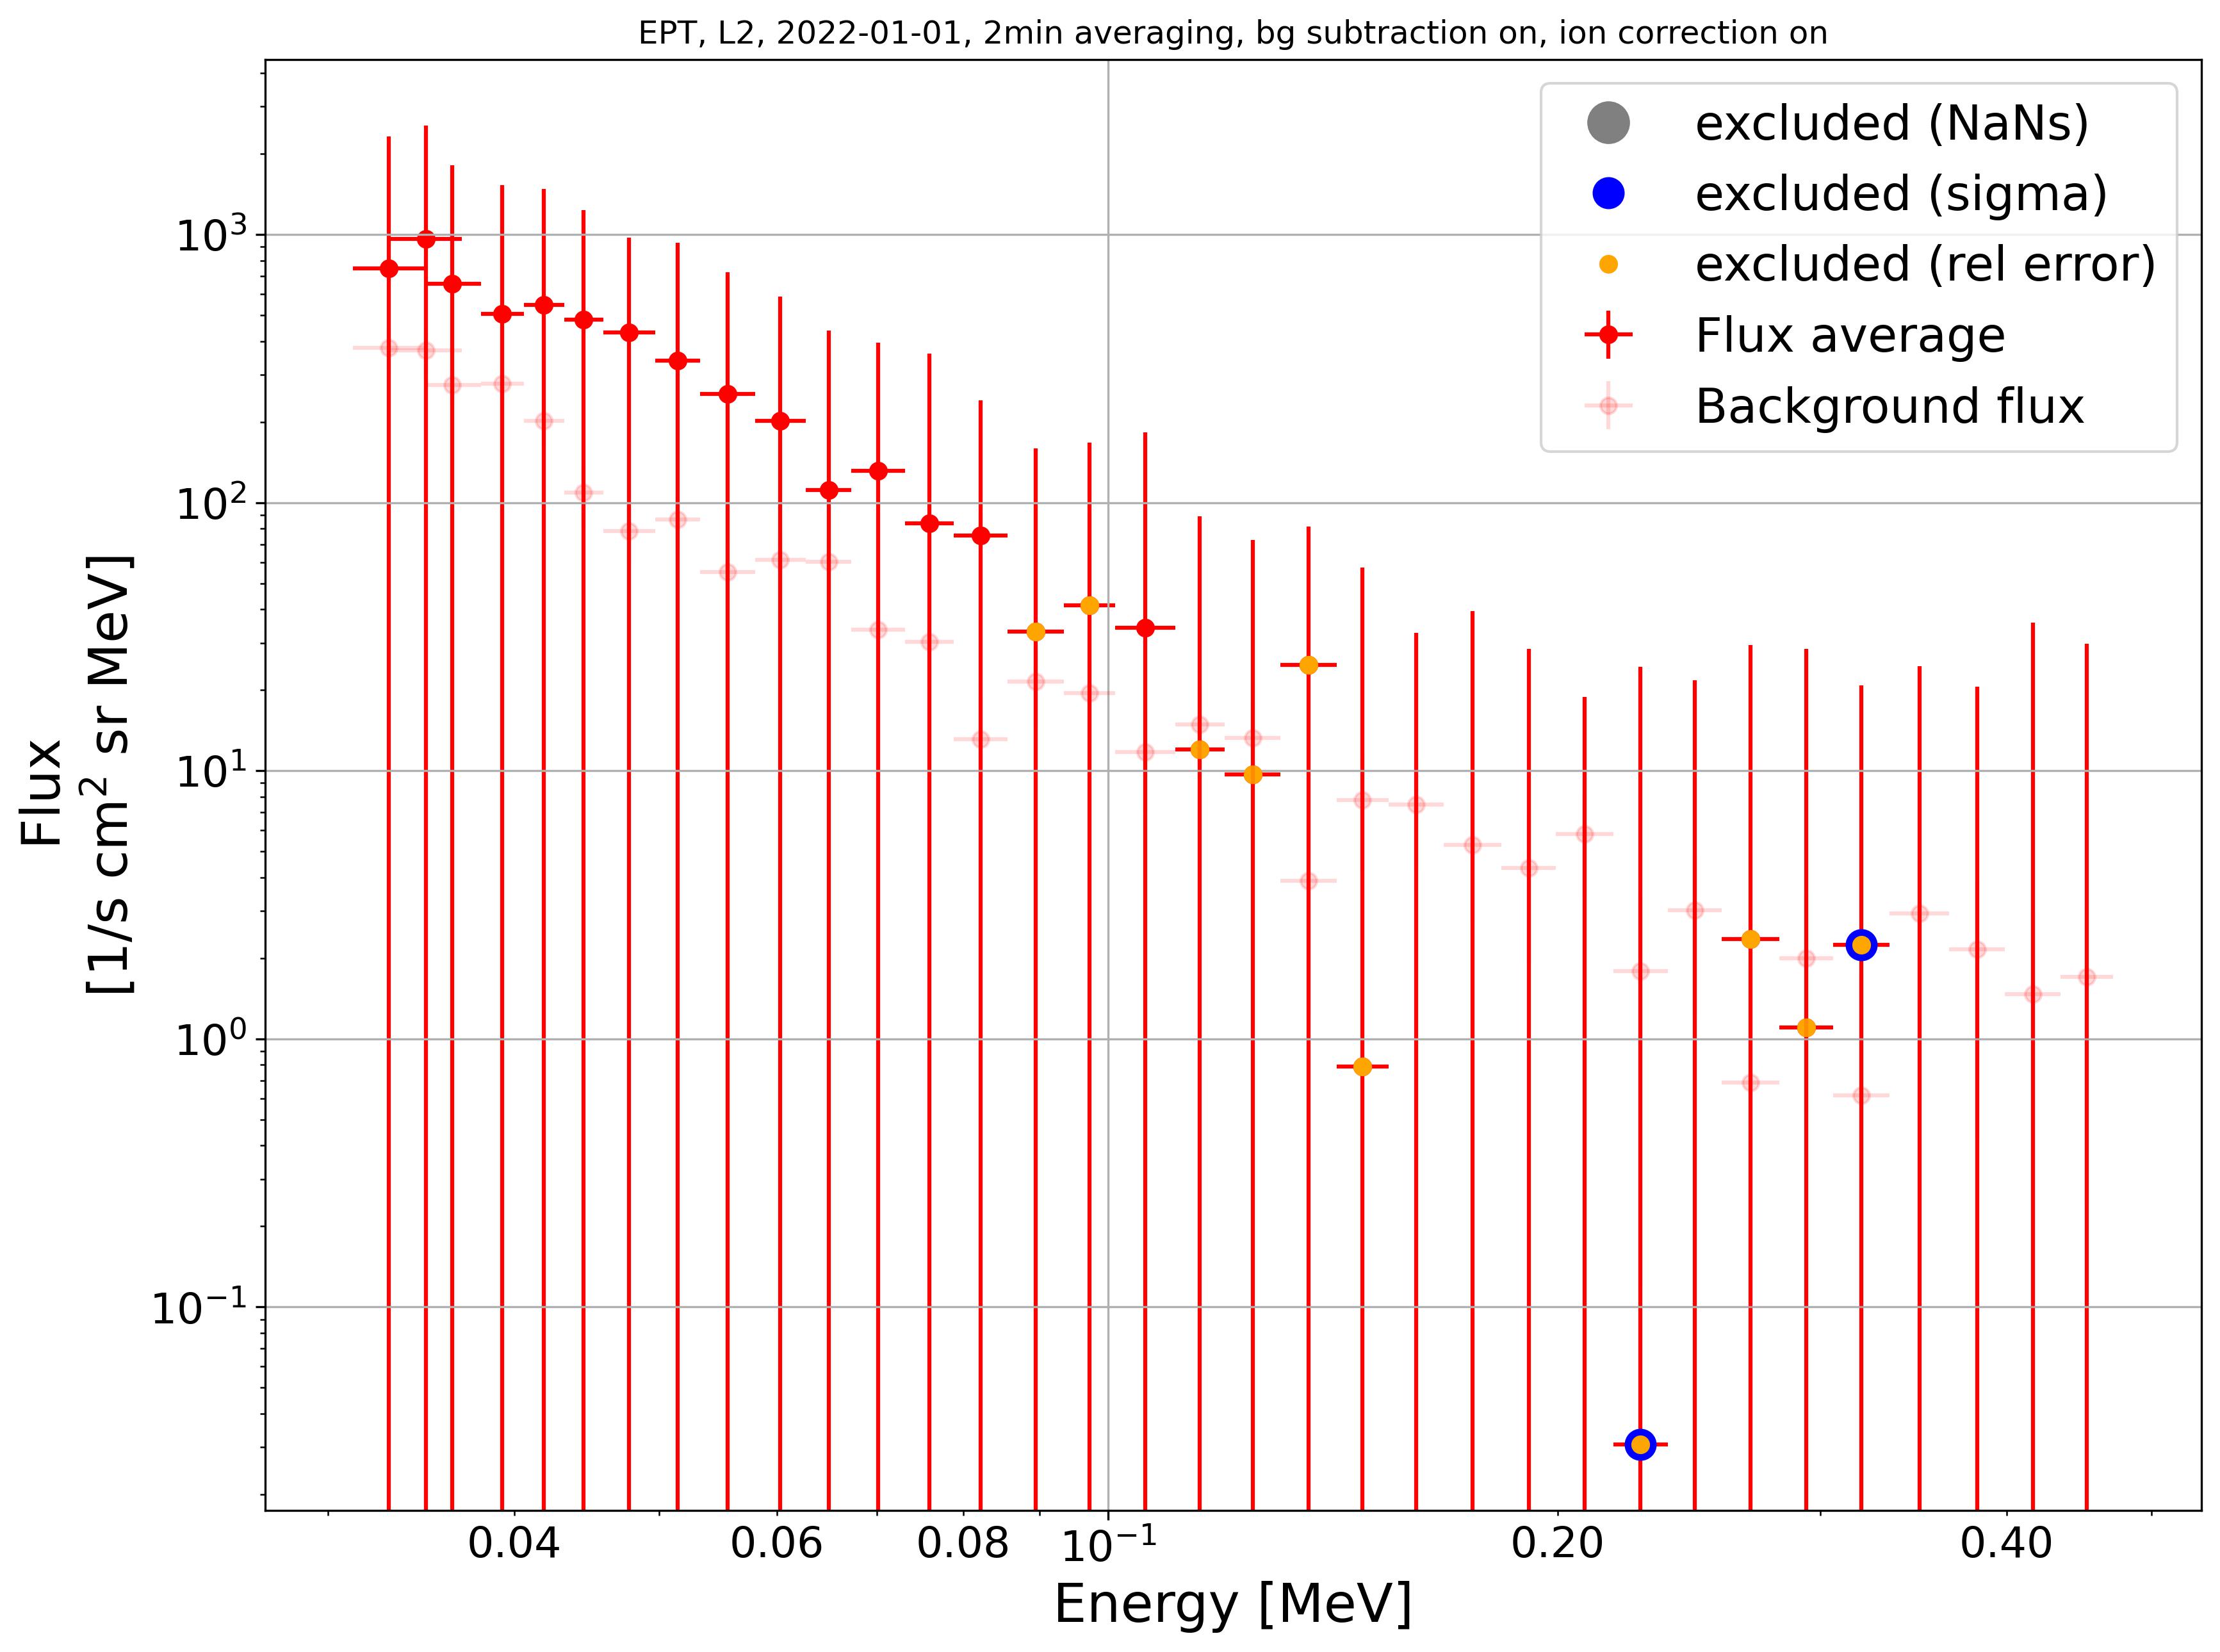 EPT, L2, 2022-01-01, 2min averaging, bg subtraction on, ion correction on
excluded (NaNs)
excluded (sigma)
excluded (rel error)
Flux average
Background flux
Flux
[1/s cm² sr MeV]
10³
10²
10¹
10⁰
10⁻¹
0.04
0.06
0.08
10⁻¹
0.20
0.40
Energy [MeV]